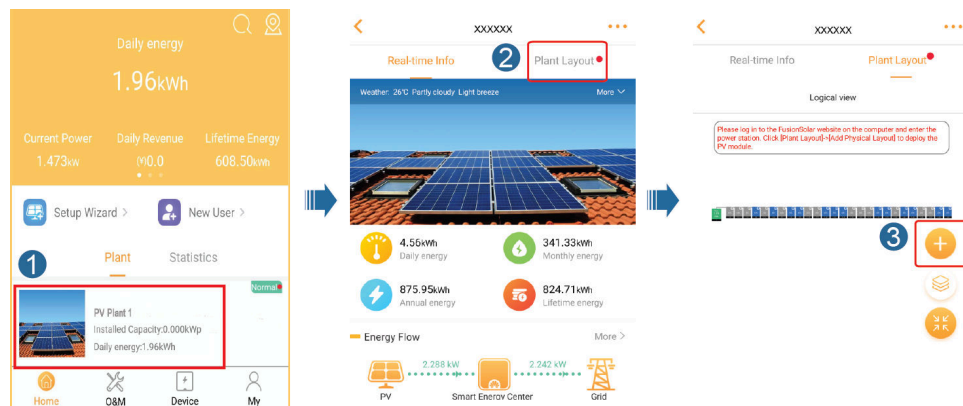 Daily energy
1.96kWh
Current Power Daily Revenue Lifetime Energy
1.473kW (¥)0.0 608.50kWh
Setup Wizard > New User >
1
Plant Statistics
Normal
PV Plant 1
Installed Capacity:0.000kWp
Daily energy:1.96kWh
Home O&M Device My
XXXXXX
2
Real-time Info Plant Layout
Weather: 26℃ Partly cloudy Light breeze More
4.56kWh 341.33kWh
Daily energy Monthly energy
875.95kWh 824.71kWh
Annual energy Lifetime energy
Energy Flow More >
2.288 kW 2.242 kW
PV Smart Energy Center Grid
XXXXXX
Real-time Info Plant Layout
Logical view
Please log in to the FusionSolar website on the computer and enter the
power station. Click [Plant Layout]->[Add Physical Layout] to deploy the
PV module.
3